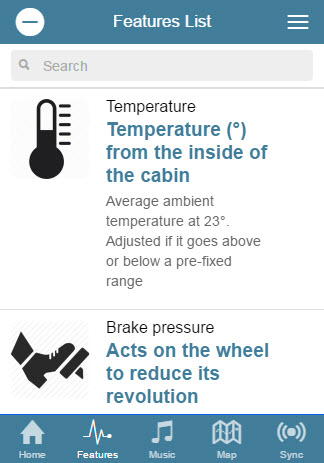 Features List
Search
Temperature
Temperature (°)
from the inside of
the cabin
Average ambient
temperature at 23°.
Adjusted if it goes above
or below a pre-fixed
range
Brake pressure
Acts on the wheel
to reduce its
revolution
Home Features Music Map Sync